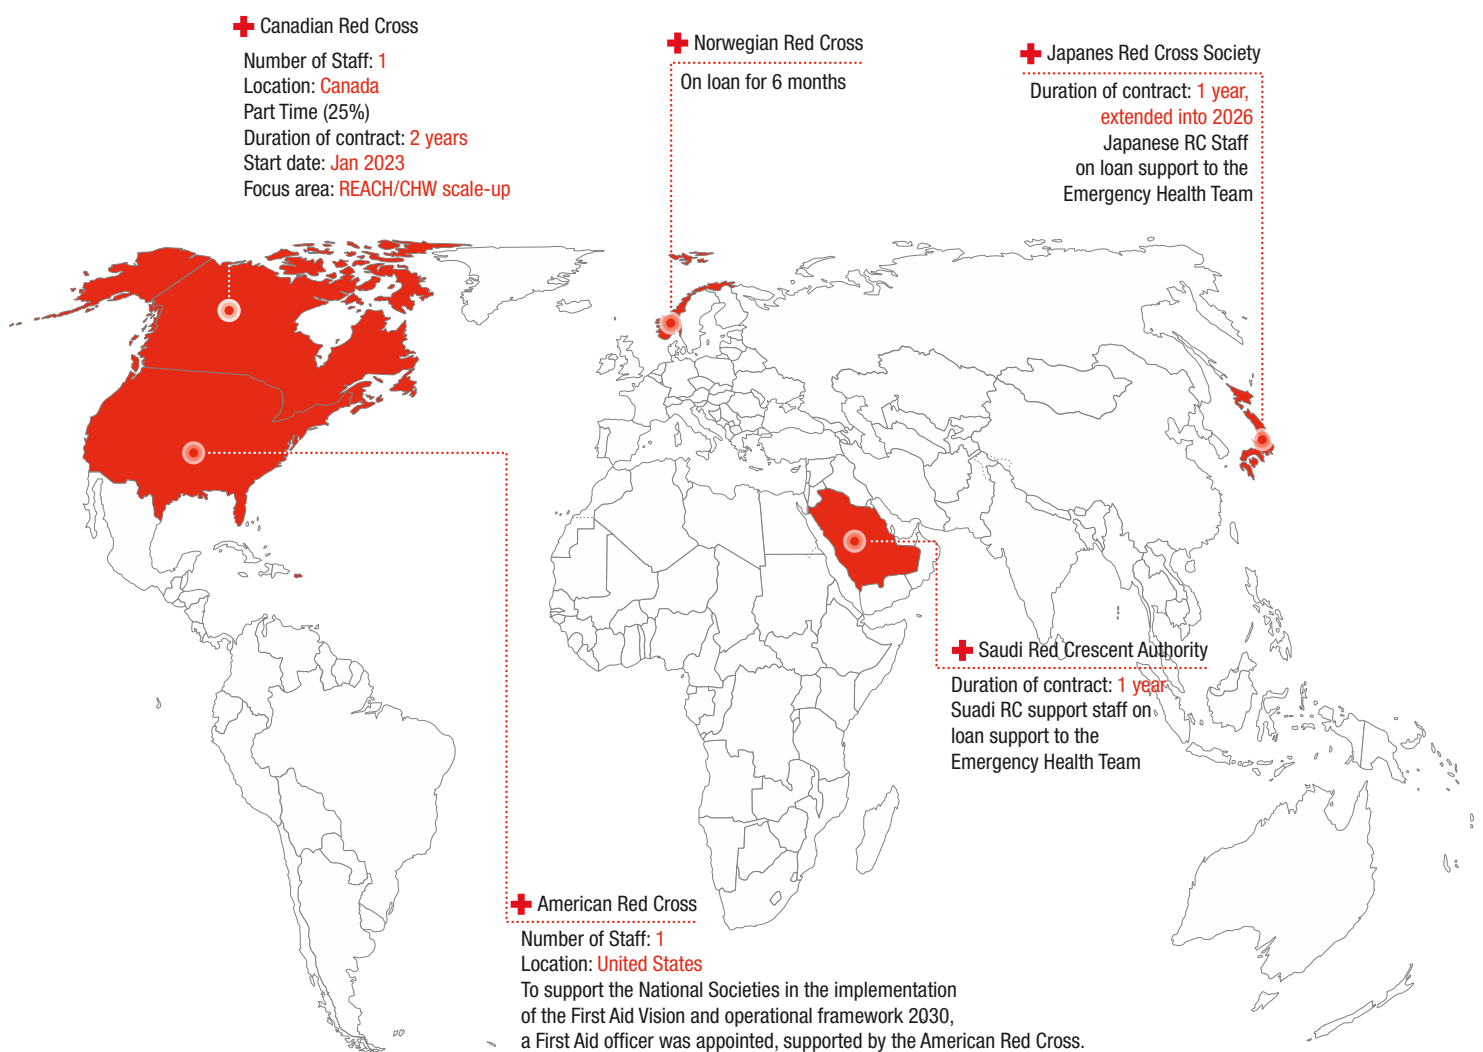 Canadian Red Cross
Number of Staff: 1
Location: Canada
Part Time (25%)
Duration of contract: 2 years
Start date: Jan 2023
Focus area: REACH/CHW scale-up
Norwegian Red Cross
On loan for 6 months
Japanes Red Cross Society
Duration of contract: 1 year,
extended into 2026
Japanese RC Staff
on loan support to the
Emergency Health Team
Saudi Red Crescent Authority
Duration of contract: 1 year
Suadi RC support staff on
loan support to the
Emergency Health Team
American Red Cross
Number of Staff: 1
Location: United States
To support the National Societies in the implementation
of the First Aid Vision and operational framework 2030,
a First Aid officer was appointed, supported by the American Red Cross.